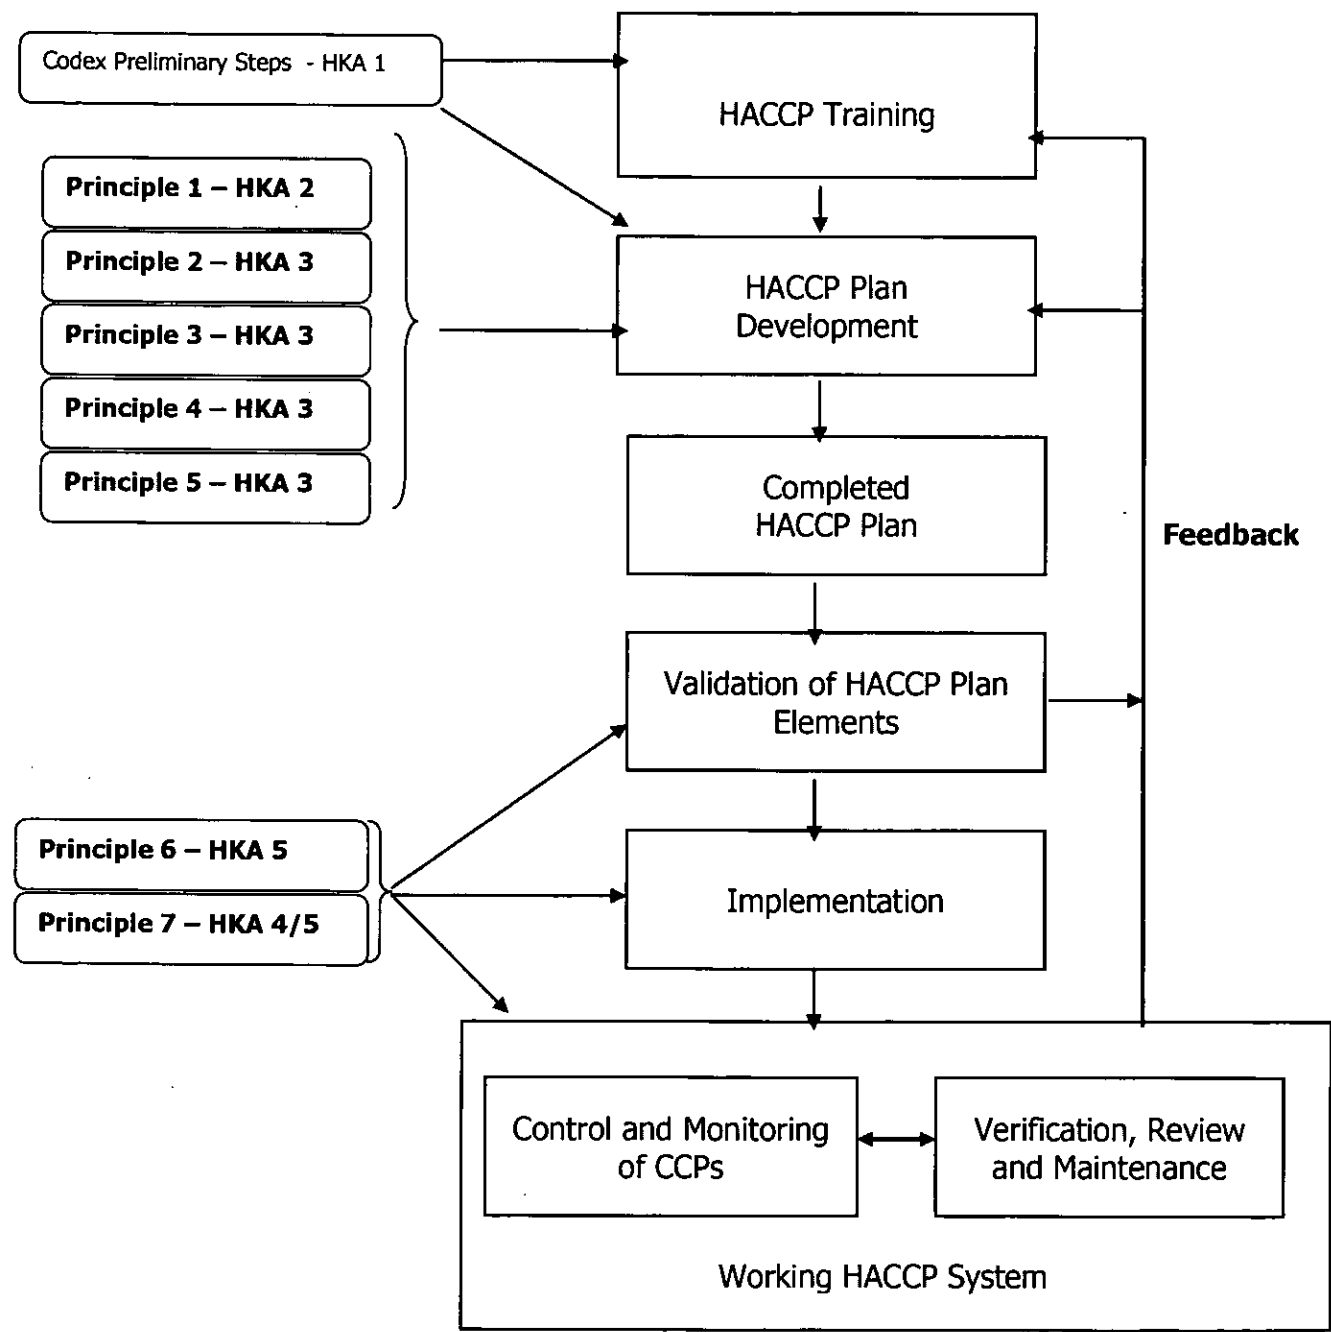 Codex Preliminary Steps - HKA 1
HACCP Training
Principle 1 – HKA 2
Principle 2 – HKA 3
Principle 3 – HKA 3
Principle 4 – HKA 3
Principle 5 – HKA 3
HACCP Plan
Development
Completed
HACCP Plan
Feedback
Validation of HACCP Plan
Elements
Principle 6 – HKA 5
Principle 7 – HKA 4/5
Implementation
Control and Monitoring
of CCPs
Verification, Review
and Maintenance
Working HACCP System